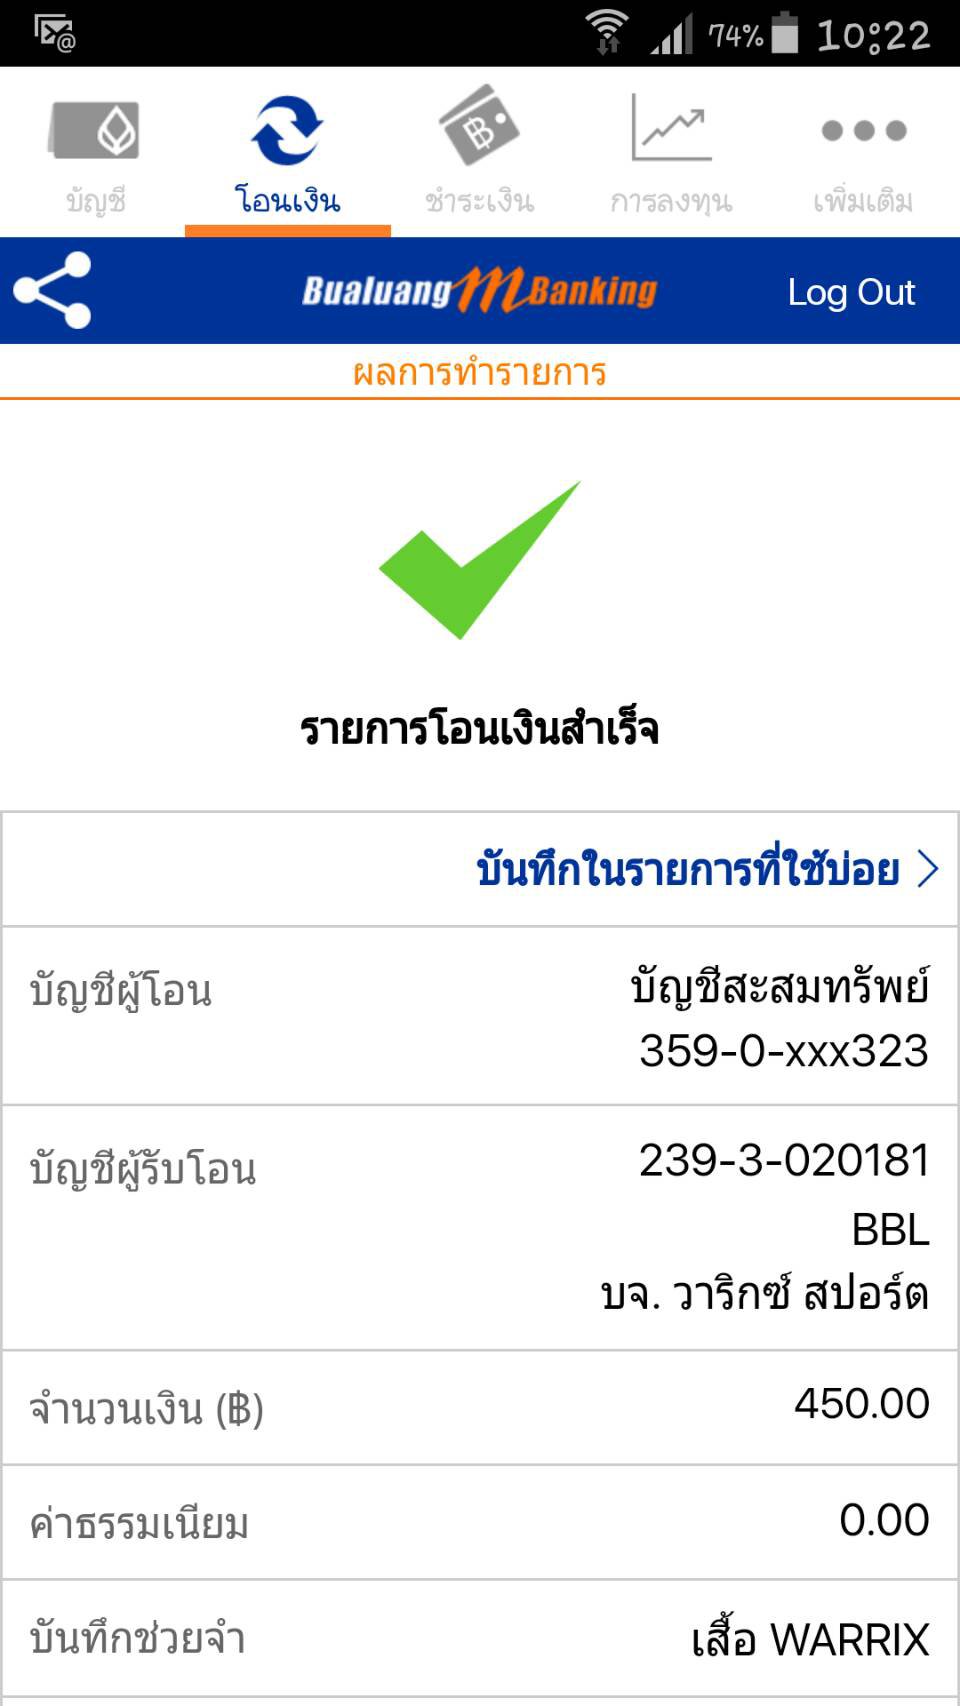 74% 10:22
บัญชี โอนเงิน ชำระเงิน การลงทุน เพิ่มเติม
Bualuang mBanking Log Out
ผลการทำรายการ
รายการโอนเงินสำเร็จ
บันทึกในรายการที่ใช้บ่อย
บัญชีผู้โอน บัญชีสะสมทรัพย์
359-0-xxx323
บัญชีผู้รับโอน 239-3-020181
BBL
บจ. วาริกซ์ สปอร์ต
จำนวนเงิน (฿) 450.00
ค่าธรรมเนียม 0.00
บันทึกช่วยจำ เสื้อ WARRIX